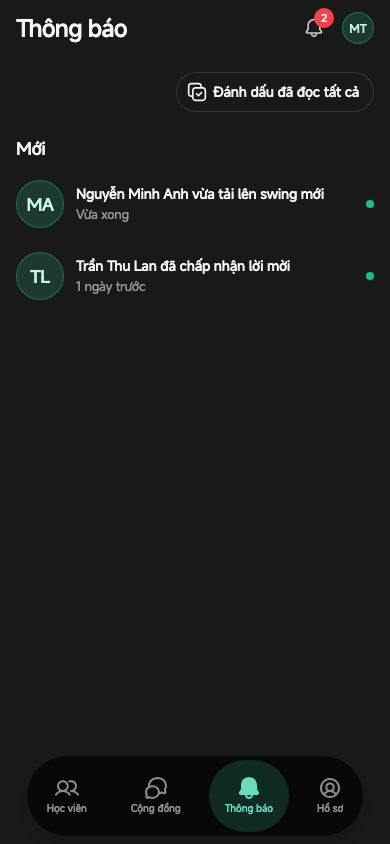 Thông báo
2
MT
Đánh dấu đã đọc tất cả
Mới
MA
Nguyễn Minh Anh vừa tải lên swing mới
Vừa xong
TL
Trần Thu Lan đã chấp nhận lời mời
1 ngày trước
Học viên
Cộng đồng
Thông báo
Hồ sơ